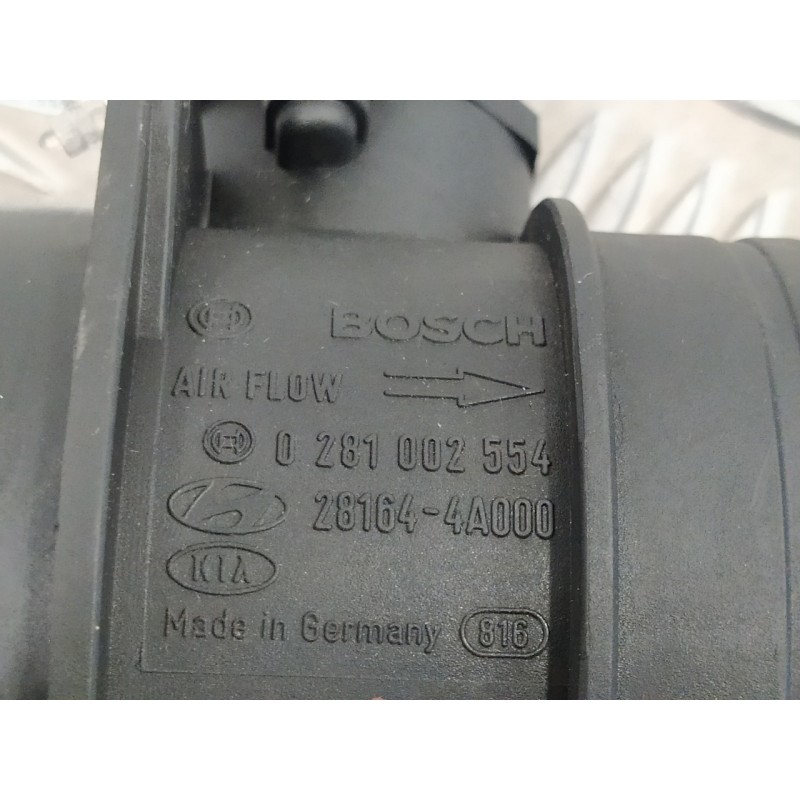 BOSCH
AIR FLOW
0 281 002 554
28164-4A000
KIA
Made in Germany 816